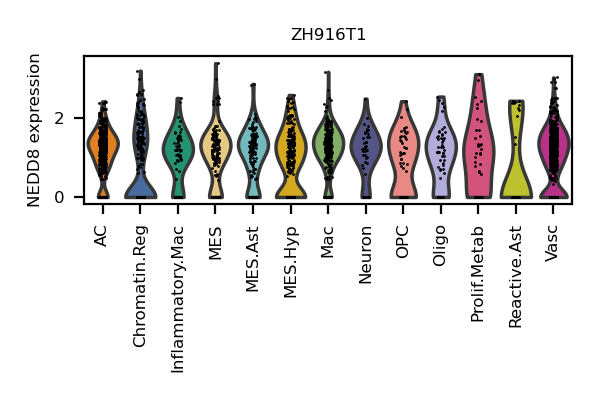 ZH916T1
NEDD8 expression
2
0
AC
Chromatin.Reg
Inflammatory.Mac
MES
MES.Ast
MES.Hyp
Mac
Neuron
OPC
Oligo
Prolif.Metab
Reactive.Ast
Vasc